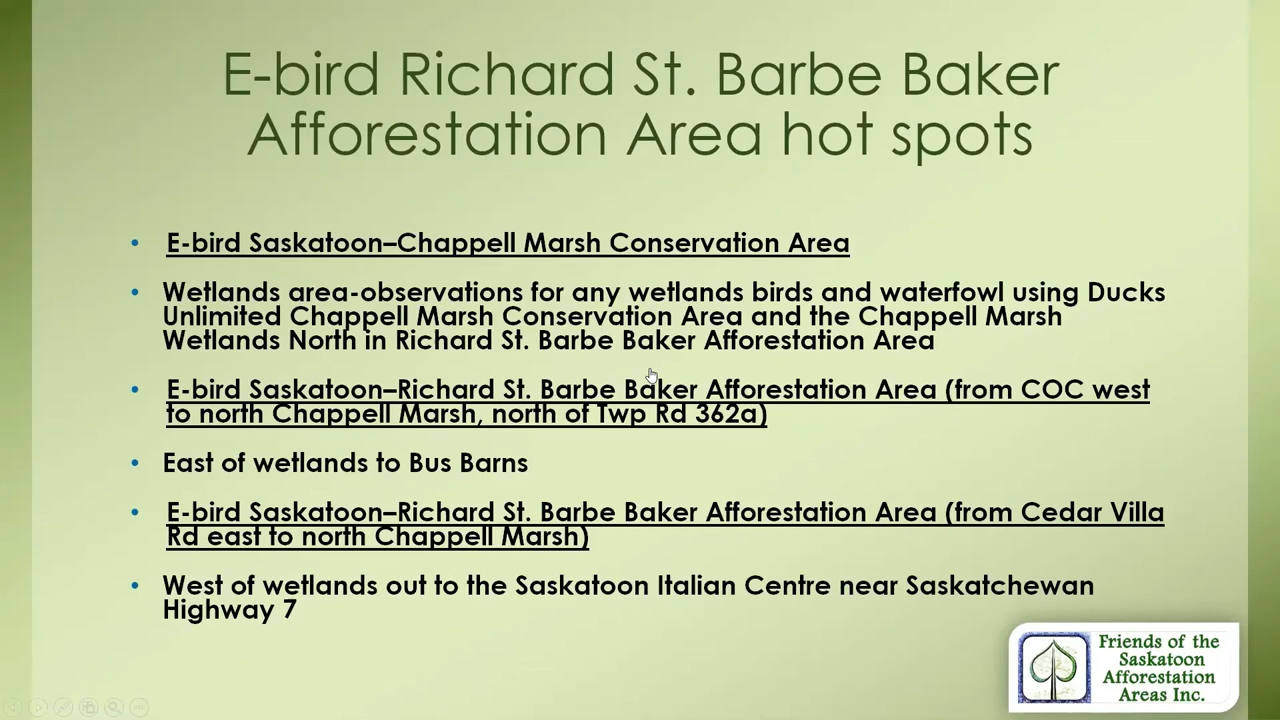 E-bird Richard St. Barbe Baker
Afforestation Area hot spots
• E-bird Saskatoon–Chappell Marsh Conservation Area
• Wetlands area-observations for any wetlands birds and waterfowl using Ducks
Unlimited Chappell Marsh Conservation Area and the Chappell Marsh
Wetlands North in Richard St. Barbe Baker Afforestation Area
• E-bird Saskatoon–Richard St. Barbe Baker Afforestation Area (from COC west
to north Chappell Marsh, north of Twp Rd 362a)
• East of wetlands to Bus Barns
• E-bird Saskatoon–Richard St. Barbe Baker Afforestation Area (from Cedar Villa
Rd east to north Chappell Marsh)
• West of wetlands out to the Saskatoon Italian Centre near Saskatchewan
Highway 7
Friends of the
Saskatoon
Afforestation
Areas Inc.